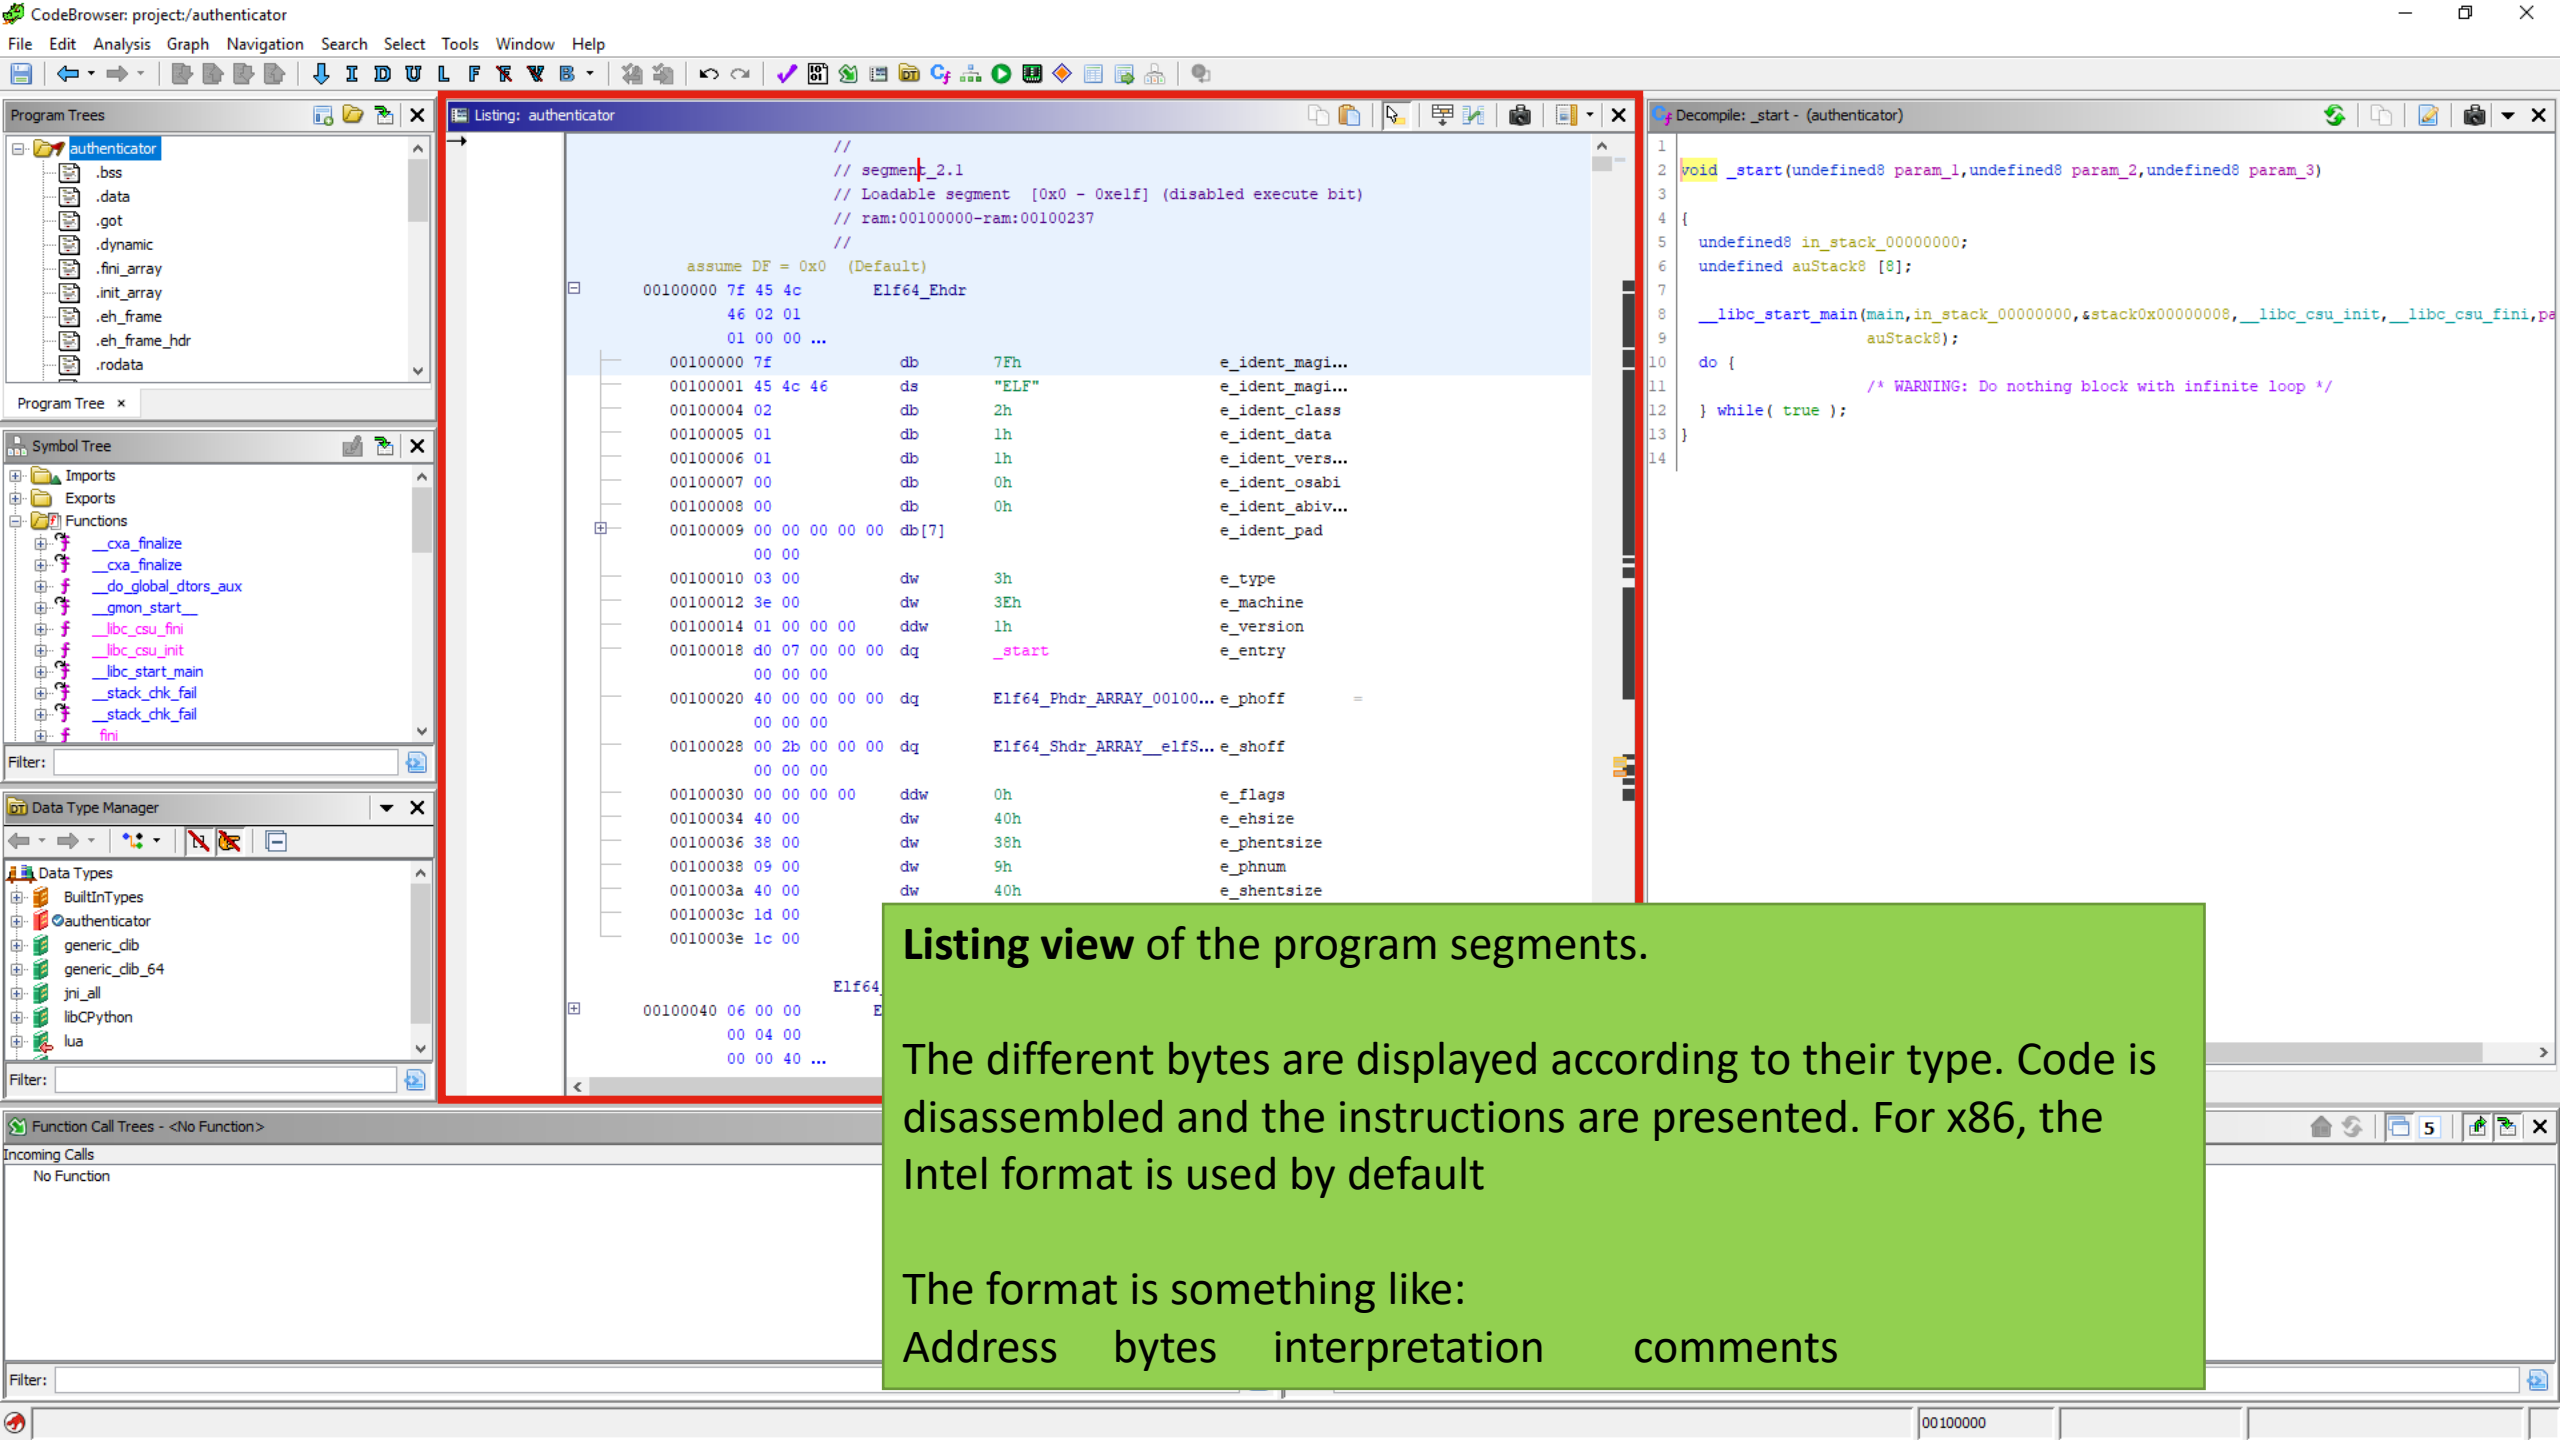 CodeBrowser: project:/authenticator
File Edit Analysis Graph Navigation Search Select Tools Window Help
Program Trees
authenticator
.bss
.data
.got
.dynamic
.fini_array
.init_array
.eh_frame
.eh_frame_hdr
.rodata
Program Tree ×
Symbol Tree
Imports
Exports
Functions
__cxa_finalize
__cxa_finalize
__do_global_dtors_aux
__gmon_start__
__libc_csu_fini
__libc_csu_init
__libc_start_main
__stack_chk_fail
__stack_chk_fail
_fini
Filter:
Data Type Manager
Data Types
BuiltInTypes
authenticator
generic_clib
generic_clib_64
jni_all
libCPython
lua
Filter:
Listing: authenticator
//
// segment_2.1
// Loadable segment [0x0 - 0xe1f] (disabled execute bit)
// ram:00100000-ram:00100237
//
assume DF = 0x0 (Default)
00100000 7f 45 4c Elf64_Ehdr
46 02 01
01 00 00 ...
00100000 7f db 7Fh e_ident_magi...
00100001 45 4c 46 ds "ELF" e_ident_magi...
00100004 02 db 2h e_ident_class
00100005 01 db 1h e_ident_data
00100006 01 db 1h e_ident_vers...
00100007 00 db 0h e_ident_osabi
00100008 00 db 0h e_ident_abiv...
00100009 00 00 00 00 00 db[7] e_ident_pad
00 00
00100010 03 00 dw 3h e_type
00100012 3e 00 dw 3Eh e_machine
00100014 01 00 00 00 ddw 1h e_version
00100018 d0 07 00 00 00 dq _start e_entry
00 00 00
00100020 40 00 00 00 00 dq Elf64_Phdr_ARRAY_00100... e_phoff =
00 00 00
00100028 00 2b 00 00 00 dq Elf64_Shdr_ARRAY__elfS... e_shoff
00 00 00
00100030 00 00 00 00 ddw 0h e_flags
00100034 40 00 dw 40h e_ehsize
00100036 38 00 dw 38h e_phentsize
00100038 09 00 dw 9h e_phnum
0010003a 40 00 dw 40h e_shentsize
0010003c 1d 00
0010003e 1c 00
Elf64_
00100040 06 00 00 E
00 04 00
00 00 40 ...
Decompile: _start - (authenticator)
1
2 void _start(undefined8 param_1,undefined8 param_2,undefined8 param_3)
3
4 {
5 undefined8 in_stack_00000000;
6 undefined auStack8 [8];
7
8 __libc_start_main(main,in_stack_00000000,&stack0x00000008,__libc_csu_init,__libc_csu_fini,pa
9 auStack8);
10 do {
11 /* WARNING: Do nothing block with infinite loop */
12 } while( true );
13 }
14
Listing view of the program segments.
The different bytes are displayed according to their type. Code is
disassembled and the instructions are presented. For x86, the
Intel format is used by default
The format is something like:
Address bytes interpretation comments
Function Call Trees - <No Function>
5
Incoming Calls
No Function
Filter:
00100000